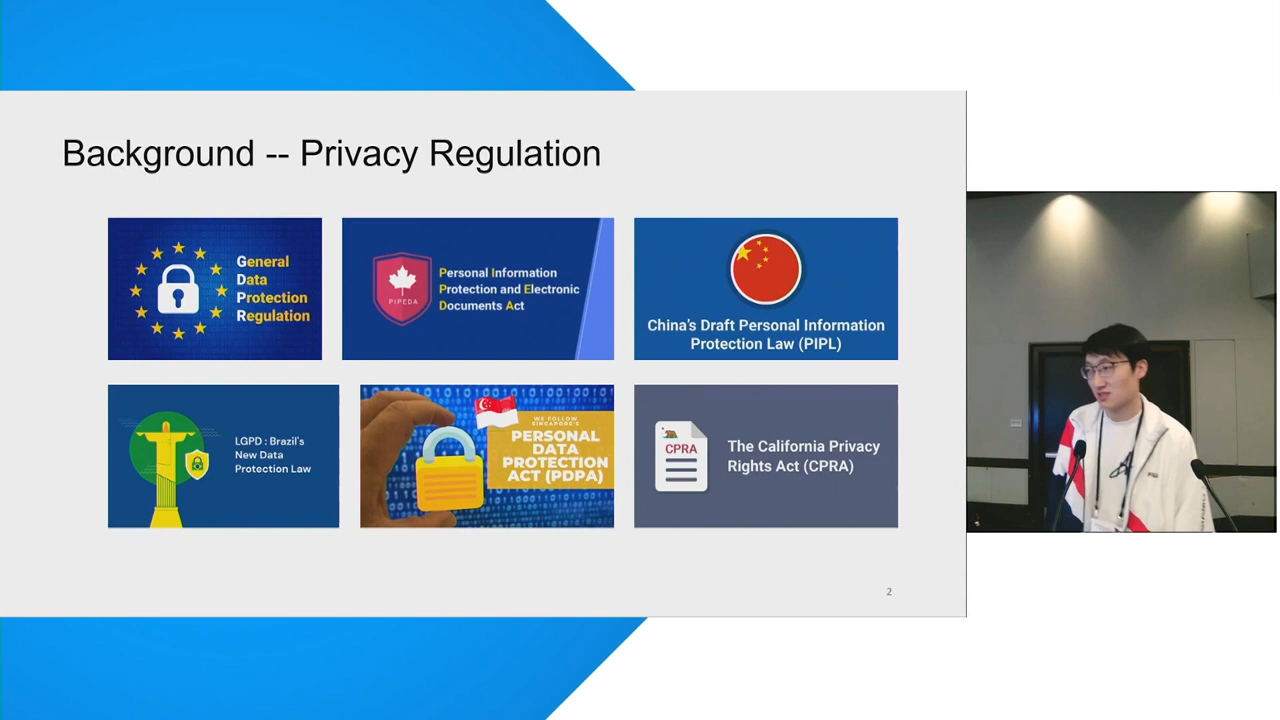 Background -- Privacy Regulation
General
Data
Protection
Regulation
PIPEDA
Personal Information
Protection and Electronic
Documents Act
China's Draft Personal Information
Protection Law (PIPL)
LGPD : Brazil's
New Data
Protection Law
WE FOLLOW
SINGAPORE'S
PERSONAL
DATA
PROTECTION
ACT (PDPA)
CPRA
The California Privacy
Rights Act (CPRA)
2